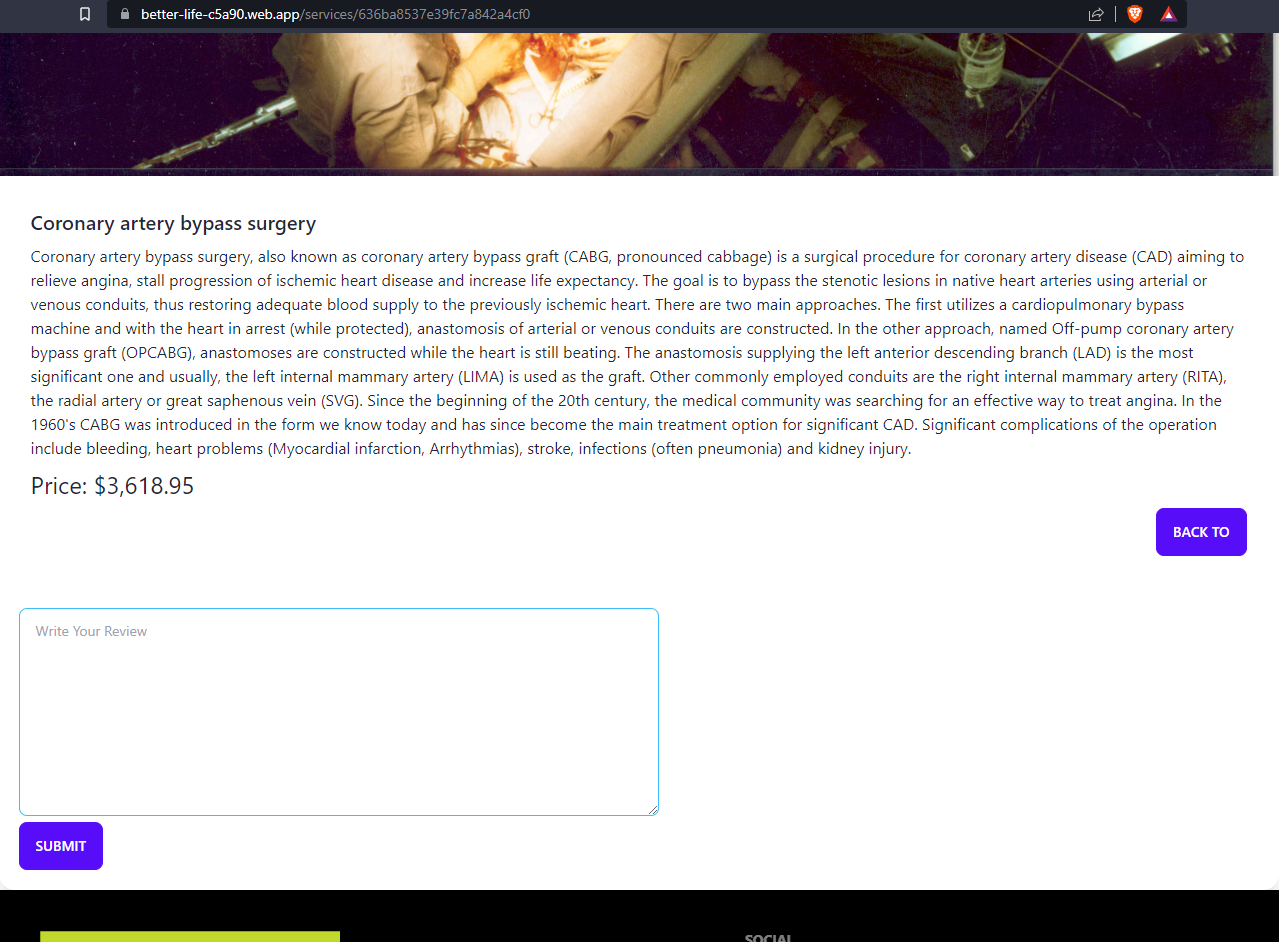 better-life-c5a90.web.app/services/636ba8537e39fc7a842a4cf0
Coronary artery bypass surgery
Coronary artery bypass surgery, also known as coronary artery bypass graft (CABG, pronounced cabbage) is a surgical procedure for coronary artery disease (CAD) aiming to
relieve angina, stall progression of ischemic heart disease and increase life expectancy. The goal is to bypass the stenotic lesions in native heart arteries using arterial or
venous conduits, thus restoring adequate blood supply to the previously ischemic heart. There are two main approaches. The first utilizes a cardiopulmonary bypass
machine and with the heart in arrest (while protected), anastomosis of arterial or venous conduits are constructed. In the other approach, named Off-pump coronary artery
bypass graft (OPCABG), anastomoses are constructed while the heart is still beating. The anastomosis supplying the left anterior descending branch (LAD) is the most
significant one and usually, the left internal mammary artery (LIMA) is used as the graft. Other commonly employed conduits are the right internal mammary artery (RITA),
the radial artery or great saphenous vein (SVG). Since the beginning of the 20th century, the medical community was searching for an effective way to treat angina. In the
1960's CABG was introduced in the form we know today and has since become the main treatment option for significant CAD. Significant complications of the operation
include bleeding, heart problems (Myocardial infarction, Arrhythmias), stroke, infections (often pneumonia) and kidney injury.
Price: $3,618.95
BACK TO
Write Your Review
SUBMIT
SOCIAL